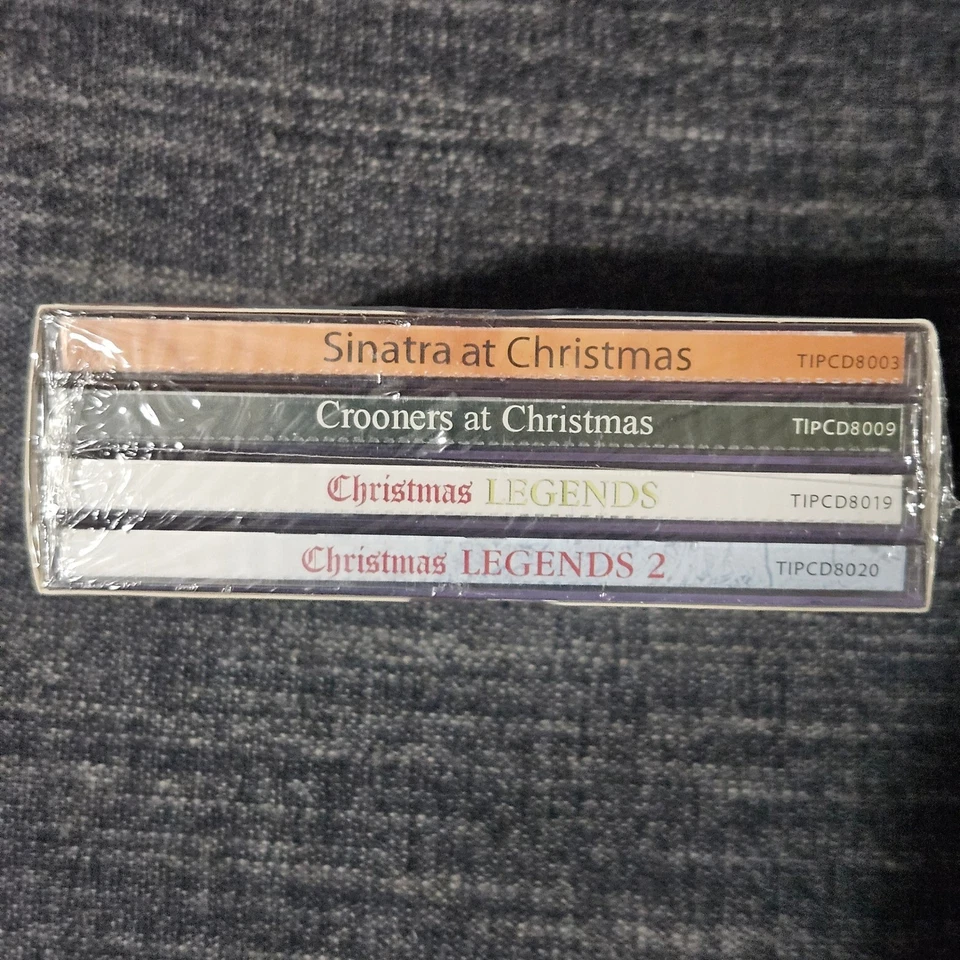 Sinatra at Christmas TIPCD8003
Crooners at Christmas TIPCD8009
Christmas LEGENDS TIPCD8019
Christmas LEGENDS 2 TIPCD8020